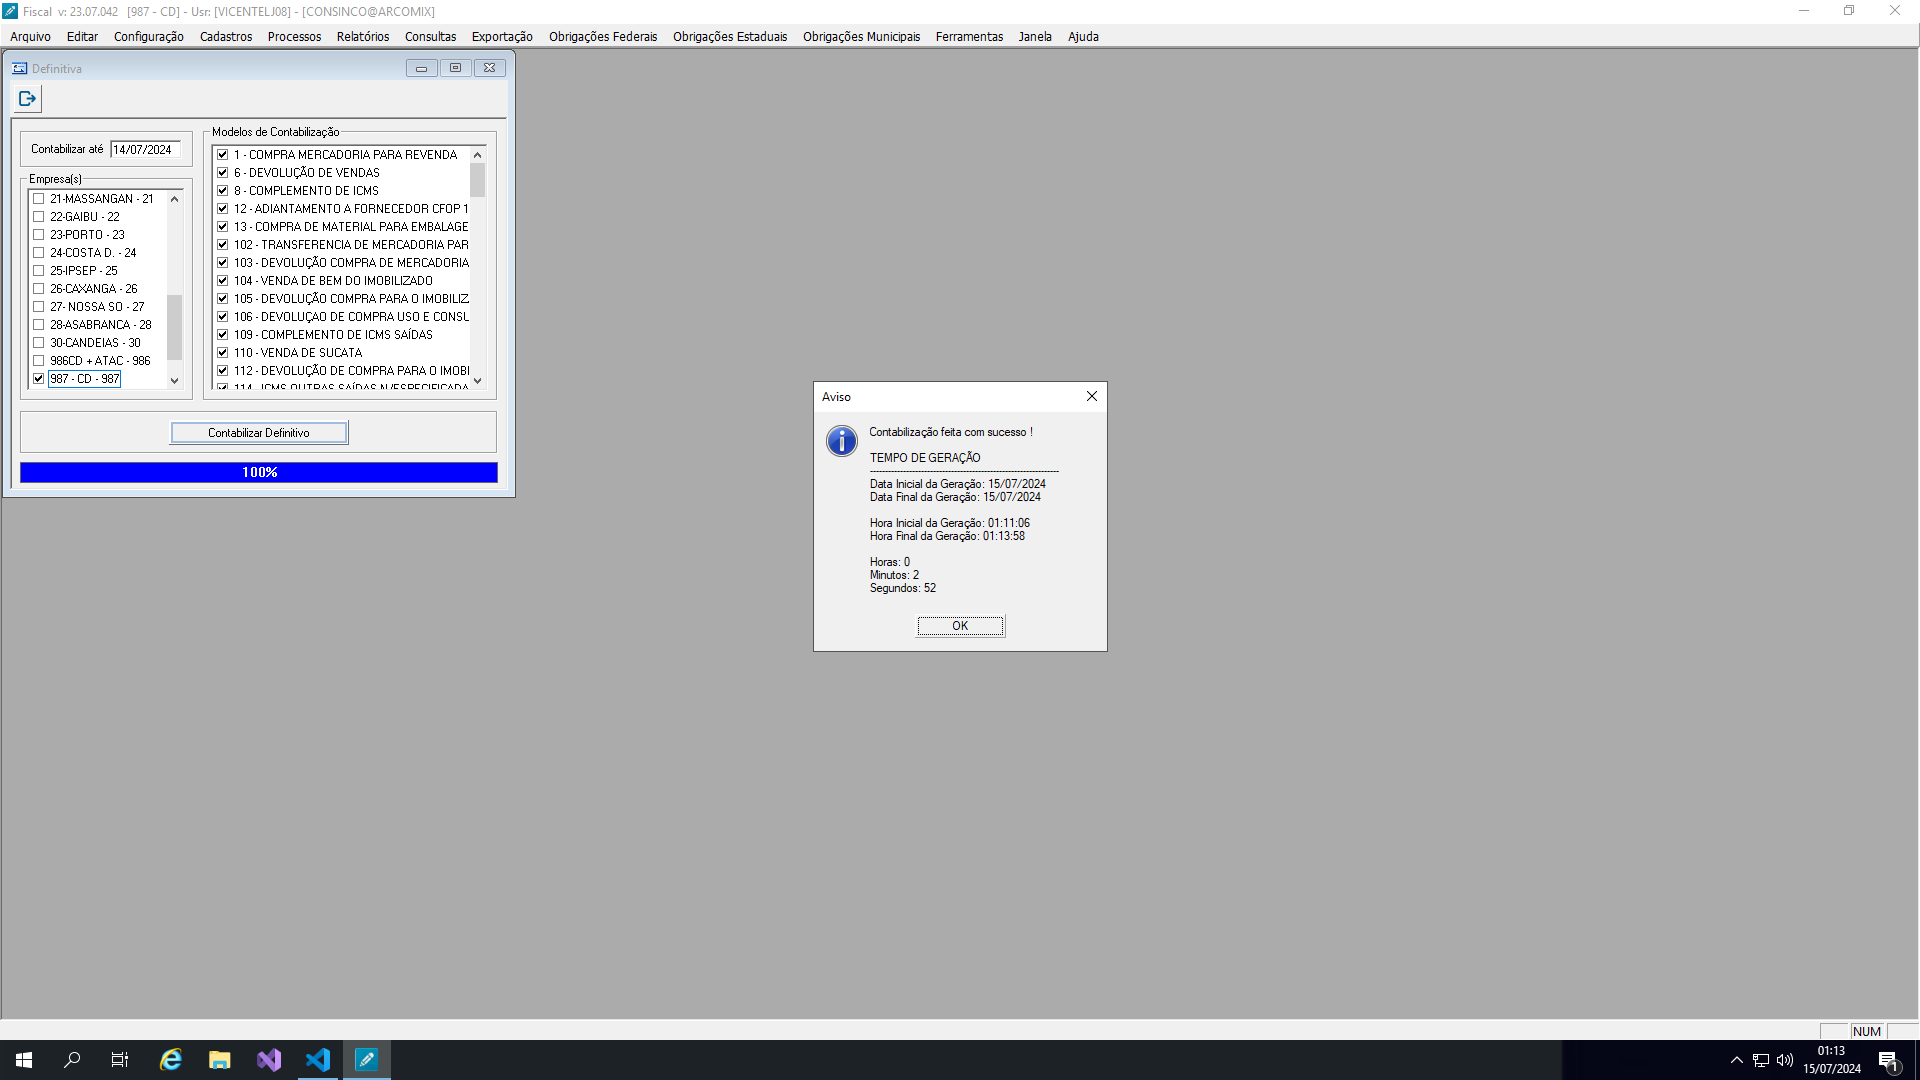 Fiscal v: 23.07.042 [987 - CD] - Usr: [VICENTELJ08] - [CONSINCO@ARCOMIX]
Arquivo Editar Configuração Cadastros Processos Relatórios Consultas Exportação Obrigações Federais Obrigações Estaduais Obrigações Municipais Ferramentas Janela Ajuda
Definitiva
Contabilizar até 14/07/2024
Empresa(s)
21-MASSANGAN - 21
22-GAIBU - 22
23-PORTO - 23
24-COSTA D. - 24
25-IPSEP - 25
26-CAXANGA - 26
27- NOSSA SO - 27
28-ASABRANCA - 28
30-CANDEIAS - 30
986CD + ATAC - 986
987 - CD - 987
Modelos de Contabilização
1 - COMPRA MERCADORIA PARA REVENDA
6 - DEVOLUÇÃO DE VENDAS
8 - COMPLEMENTO DE ICMS
12 - ADIANTAMENTO A FORNECEDOR CFOP 1
13 - COMPRA DE MATERIAL PARA EMBALAGE
102 - TRANSFERENCIA DE MERCADORIA PAR
103 - DEVOLUÇÃO COMPRA DE MERCADORIA
104 - VENDA DE BEM DO IMOBILIZADO
105 - DEVOLUÇÃO COMPRA PARA O IMOBILIZ
106 - DEVOLUÇAO DE COMPRA USO E CONSU
109 - COMPLEMENTO DE ICMS SAÍDAS
110 - VENDA DE SUCATA
112 - DEVOLUÇÃO DE COMPRA PARA O IMOBI
114 - ICMS OUTRAS SAÍDAS N/ESPECIFICADA
Contabilizar Definitivo
100%
Aviso
Contabilização feita com sucesso !
TEMPO DE GERAÇÃO
---------------------------------------------------------------
Data Inicial da Geração: 15/07/2024
Data Final da Geração: 15/07/2024
Hora Inicial da Geração: 01:11:06
Hora Final da Geração: 01:13:58
Horas: 0
Minutos: 2
Segundos: 52
OK
NUM
01:13
15/07/2024
1